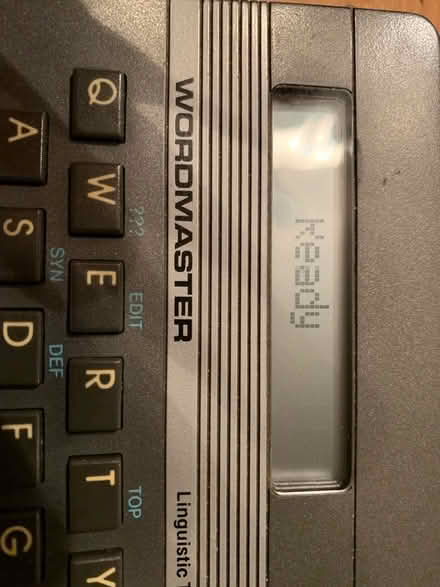 Ready
WORDMASTER Linguistic
??? EDIT TOP
Q W E R T Y
SYN DEF
A S D F G